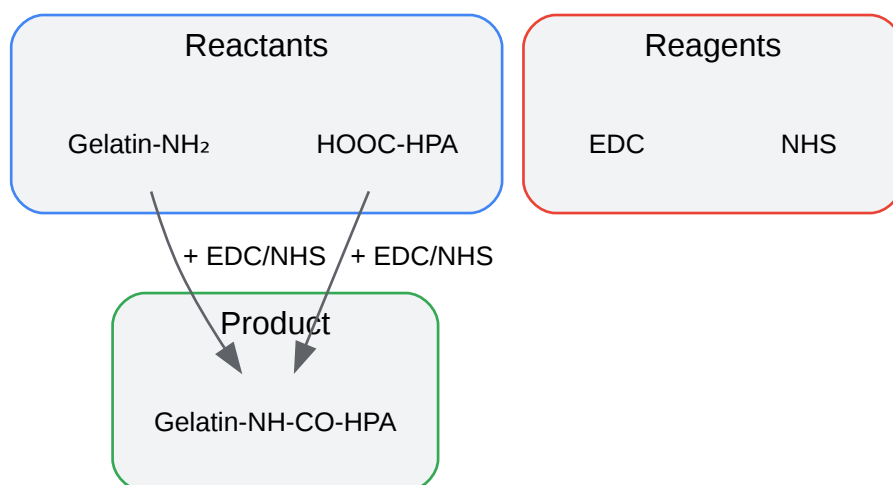 Reactants
Reagents
Gelatin-NH₂
HOOC-HPA
EDC
NHS
+ EDC/NHS
+ EDC/NHS
Product
Gelatin-NH-CO-HPA